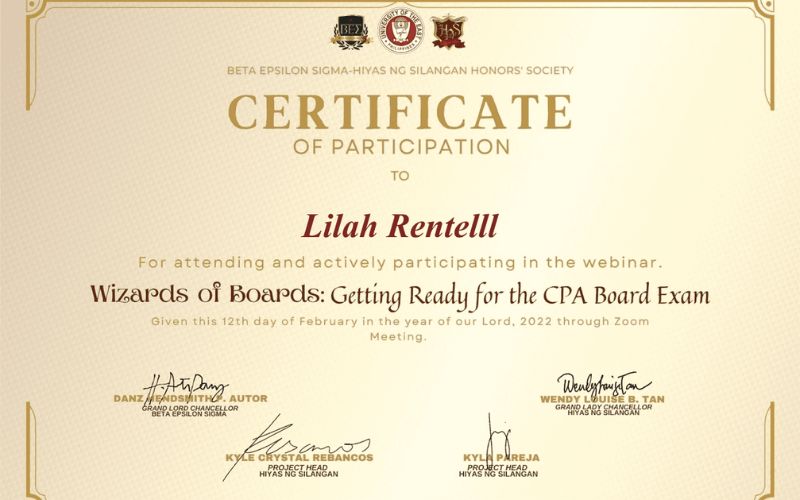 ΒΕΣ
UNIVERSITY OF THE EAST
PHILIPPINES
HS
BETA EPSILON SIGMA-HIYAS NG SILANGAN HONORS' SOCIETY
CERTIFICATE
OF PARTICIPATION
TO
Lilah Rentelll
For attending and actively participating in the webinar.
Wizards of Boards: Getting Ready for the CPA Board Exam
Given this 12th day of February in the year of our Lord, 2022 through Zoom
Meeting.
DANZ HENDSMITH P. AUTOR
GRAND LORD CHANCELLOR
BETA EPSILON SIGMA
WENDY LOUISE B. TAN
GRAND LADY CHANCELLOR
HIYAS NG SILANGAN
KYLE CRYSTAL REBANCOS
PROJECT HEAD
HIYAS NG SILANGAN
KYLA PAREJA
PROJECT HEAD
HIYAS NG SILANGAN